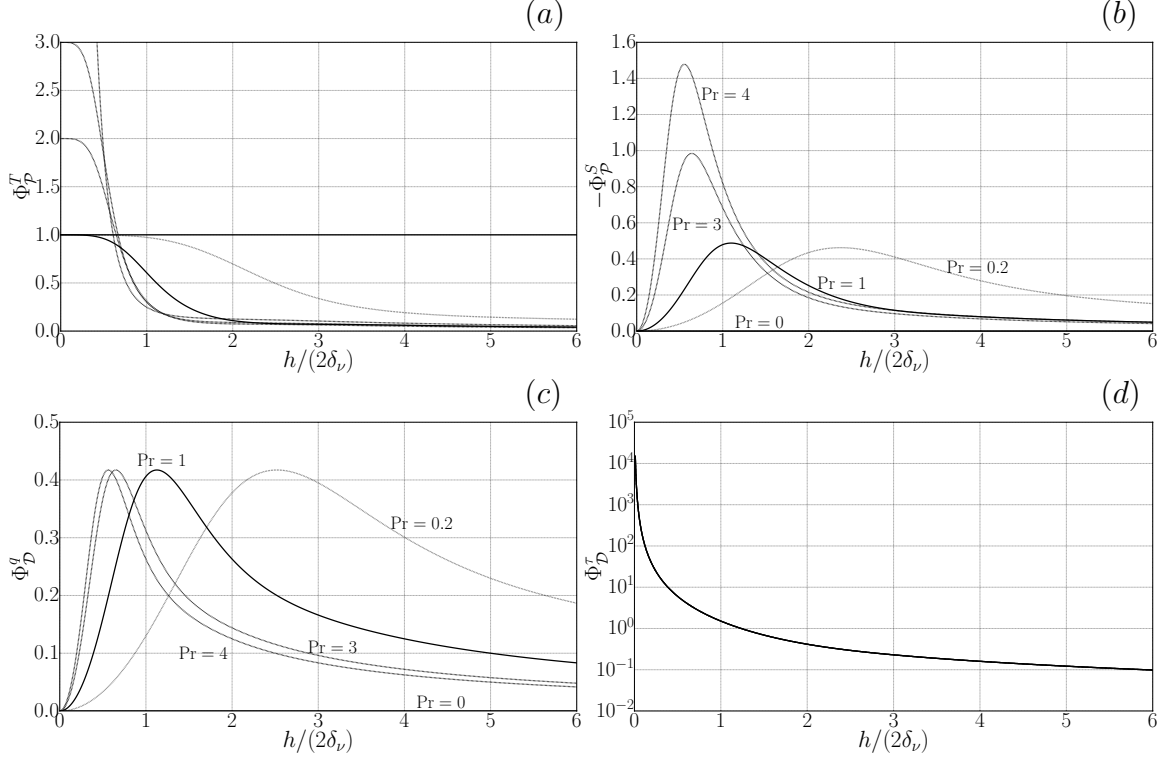 (a)
3.0
2.5
2.0
1.5
1.0
0.5
0.0
Φ_𝒫^T
0 1 2 3 4 5 6
h/(2δ_ν)
(b)
1.6
1.4
1.2
1.0
0.8
0.6
0.4
0.2
0.0
−Φ_𝒫^S
Pr = 4
Pr = 3
Pr = 0.2
Pr = 1
Pr = 0
0 1 2 3 4 5 6
h/(2δ_ν)
(c)
0.5
0.4
0.3
0.2
0.1
0.0
Φ_𝒟^q
Pr = 1
Pr = 0.2
Pr = 3
Pr = 4
Pr = 0
0 1 2 3 4 5 6
h/(2δ_ν)
(d)
10^5
10^4
10^3
10^2
10^1
10^0
10^−1
10^−2
Φ_𝒟^τ
0 1 2 3 4 5 6
h/(2δ_ν)